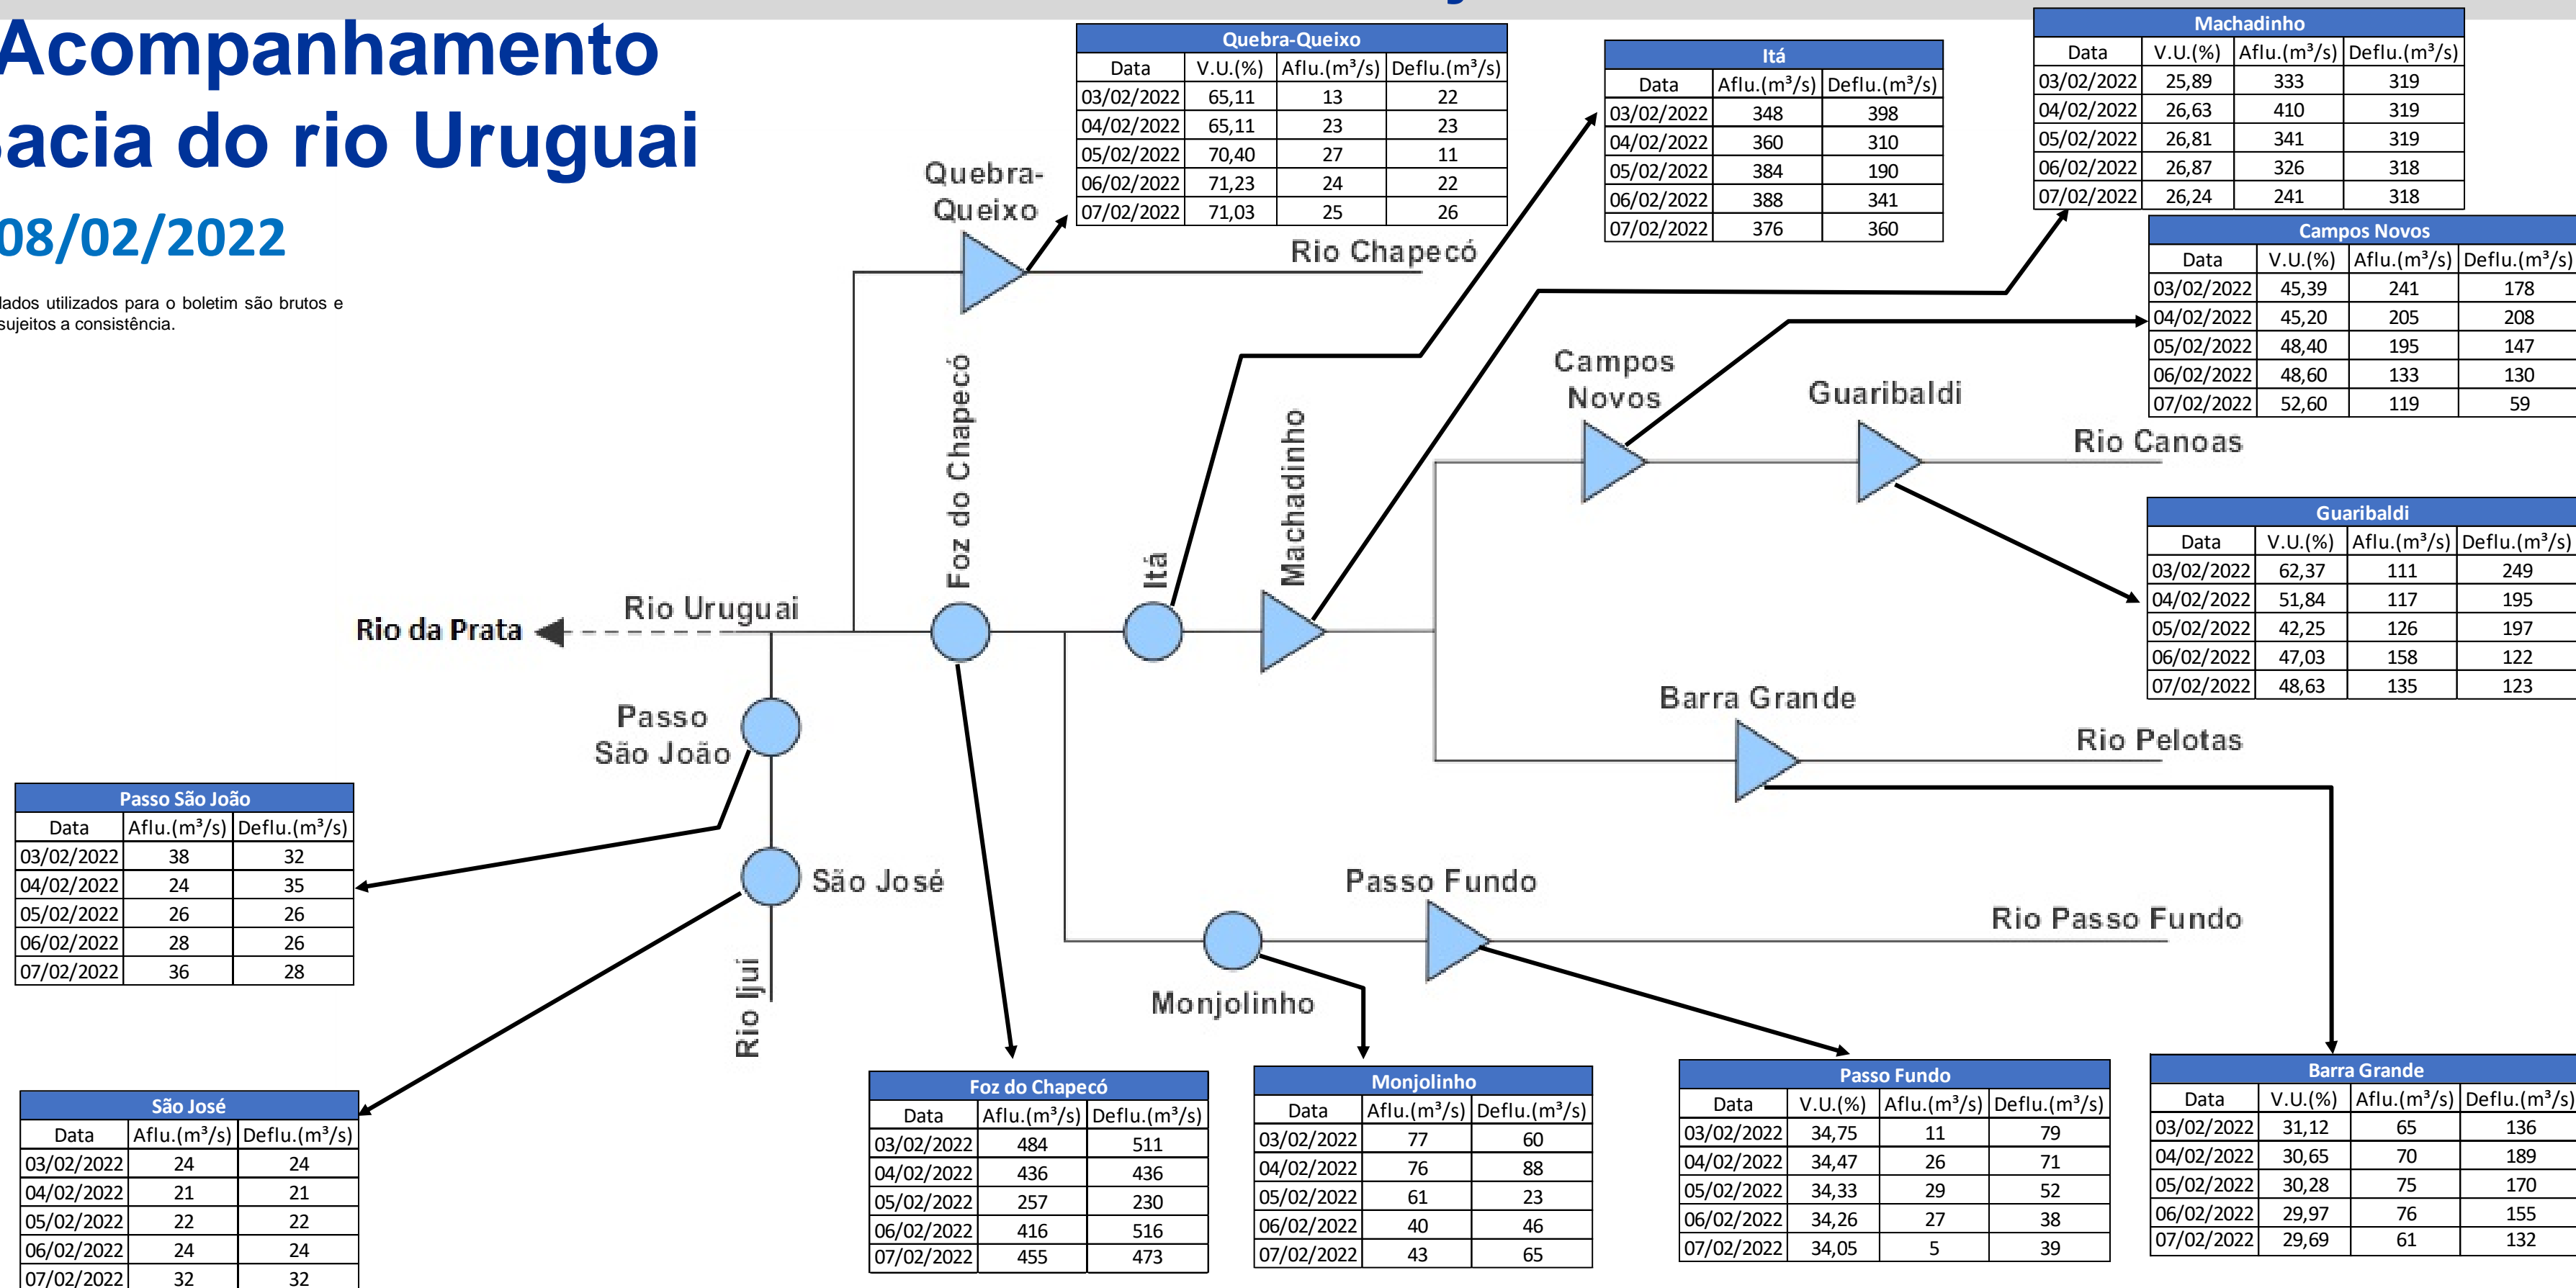 Acompanhamento
acia do rio Uruguai
08/02/2022
dados utilizados para o boletim são brutos e
sujeitos a consistência.
Quebra-Queixo
Data V.U.(%) Aflu.(m³/s) Deflu.(m³/s)
03/02/2022 65,11 13 22
04/02/2022 65,11 23 23
05/02/2022 70,40 27 11
06/02/2022 71,23 24 22
07/02/2022 71,03 25 26
Itá
Data Aflu.(m³/s) Deflu.(m³/s)
03/02/2022 348 398
04/02/2022 360 310
05/02/2022 384 190
06/02/2022 388 341
07/02/2022 376 360
Machadinho
Data V.U.(%) Aflu.(m³/s) Deflu.(m³/s)
03/02/2022 25,89 333 319
04/02/2022 26,63 410 319
05/02/2022 26,81 341 319
06/02/2022 26,87 326 318
07/02/2022 26,24 241 318
Campos Novos
Data V.U.(%) Aflu.(m³/s) Deflu.(m³/s)
03/02/2022 45,39 241 178
04/02/2022 45,20 205 208
05/02/2022 48,40 195 147
06/02/2022 48,60 133 130
07/02/2022 52,60 119 59
Quebra-
Queixo
Rio Chapecó
Foz do Chapecó
Itá
Machadinho
Campos
Novos
Guaribaldi
Rio Canoas
Guaribaldi
Data V.U.(%) Aflu.(m³/s) Deflu.(m³/s)
03/02/2022 62,37 111 249
04/02/2022 51,84 117 195
05/02/2022 42,25 126 197
06/02/2022 47,03 158 122
07/02/2022 48,63 135 123
Rio da Prata
Rio Uruguai
Passo
São João
Barra Grande
Rio Pelotas
Passo São João
Data Aflu.(m³/s) Deflu.(m³/s)
03/02/2022 38 32
04/02/2022 24 35
05/02/2022 26 26
06/02/2022 28 26
07/02/2022 36 28
São José
Rio Ijuí
Passo Fundo
Rio Passo Fundo
Monjolinho
São José
Data Aflu.(m³/s) Deflu.(m³/s)
03/02/2022 24 24
04/02/2022 21 21
05/02/2022 22 22
06/02/2022 24 24
07/02/2022 32 32
Foz do Chapecó
Data Aflu.(m³/s) Deflu.(m³/s)
03/02/2022 484 511
04/02/2022 436 436
05/02/2022 257 230
06/02/2022 416 516
07/02/2022 455 473
Monjolinho
Data Aflu.(m³/s) Deflu.(m³/s)
03/02/2022 77 60
04/02/2022 76 88
05/02/2022 61 23
06/02/2022 40 46
07/02/2022 43 65
Passo Fundo
Data V.U.(%) Aflu.(m³/s) Deflu.(m³/s)
03/02/2022 34,75 11 79
04/02/2022 34,47 26 71
05/02/2022 34,33 29 52
06/02/2022 34,26 27 38
07/02/2022 34,05 5 39
Barra Grande
Data V.U.(%) Aflu.(m³/s) Deflu.(m³/s)
03/02/2022 31,12 65 136
04/02/2022 30,65 70 189
05/02/2022 30,28 75 170
06/02/2022 29,97 76 155
07/02/2022 29,69 61 132